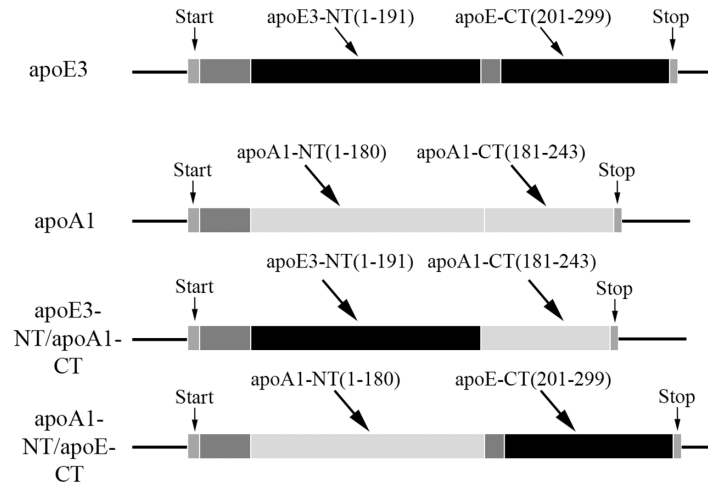 Start apoE3-NT(1-191) apoE-CT(201-299) Stop
apoE3
apoA1-NT(1-180) apoA1-CT(181-243)
Start Stop
apoA1
apoE3-NT(1-191) apoA1-CT(181-243)
Start Stop
apoE3-
NT/apoA1-
CT
apoA1-NT(1-180) apoE-CT(201-299)
Start Stop
apoA1-
NT/apoE-
CT